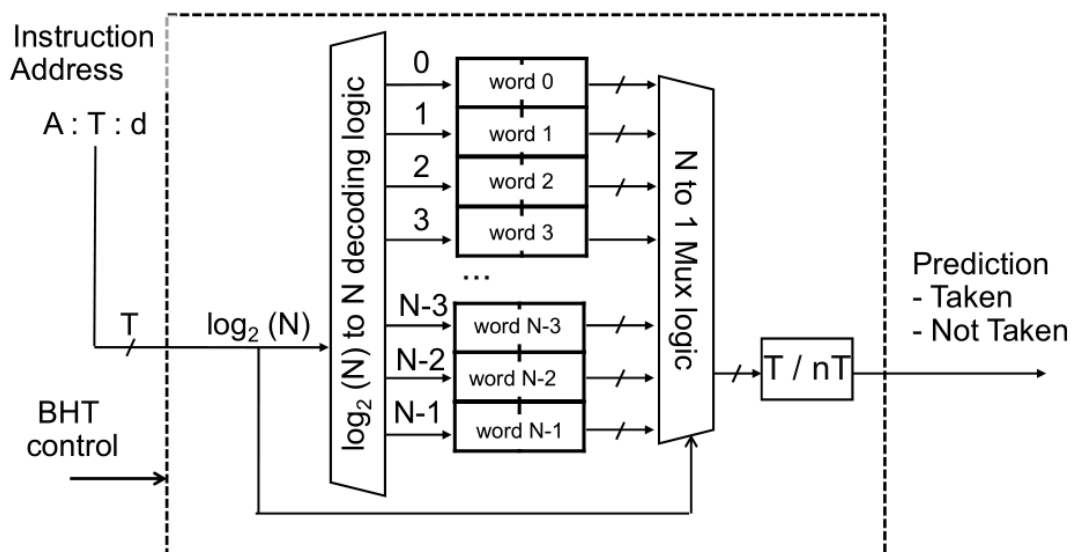 Instruction
Address
A : T : d
T
log₂ (N)
BHT
control
log₂ (N) to N decoding logic
0
1
2
3
...
N-3
N-2
N-1
word 0
word 1
word 2
word 3
word N-3
word N-2
word N-1
N to 1 Mux logic
T / nT
Prediction
- Taken
- Not Taken